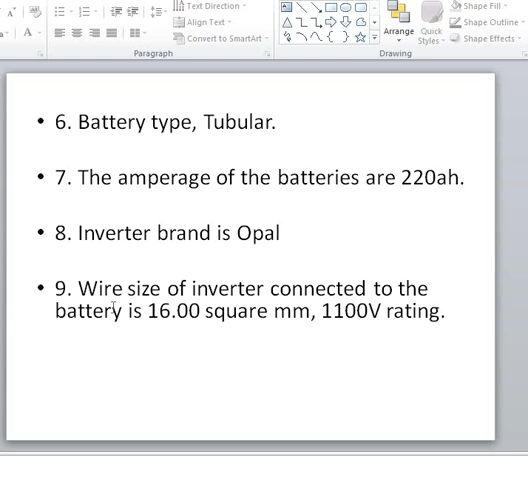 Text Direction
Align Text
Convert to SmartArt
Paragraph
Arrange
Quick
Styles
Shape Fill
Shape Outline
Shape Effects
Drawing
• 6. Battery type, Tubular.
• 7. The amperage of the batteries are 220ah.
• 8. Inverter brand is Opal
• 9. Wire size of inverter connected to the
battery is 16.00 square mm, 1100V rating.